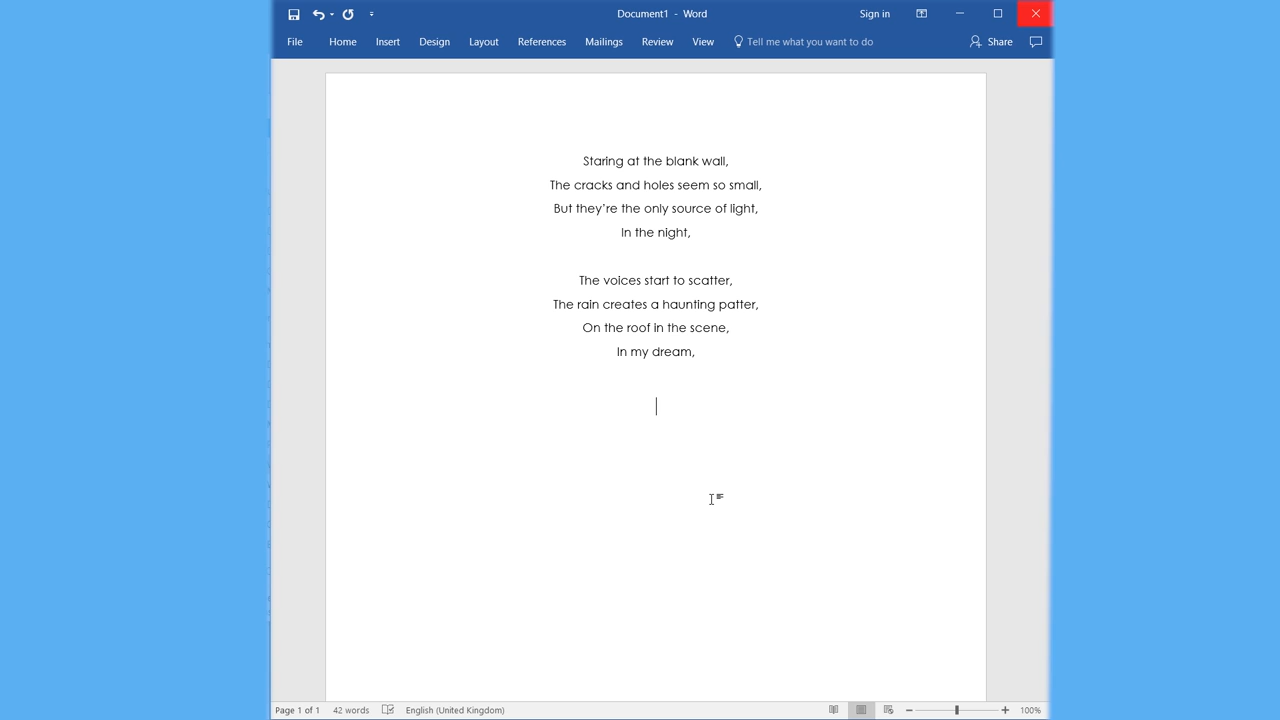 Document1 - Word
Sign in
File Home Insert Design Layout References Mailings Review View Tell me what you want to do Share
Staring at the blank wall,
The cracks and holes seem so small,
But they’re the only source of light,
In the night,
The voices start to scatter,
The rain creates a haunting patter,
On the roof in the scene,
In my dream,
Page 1 of 1 42 words English (United Kingdom) 100%